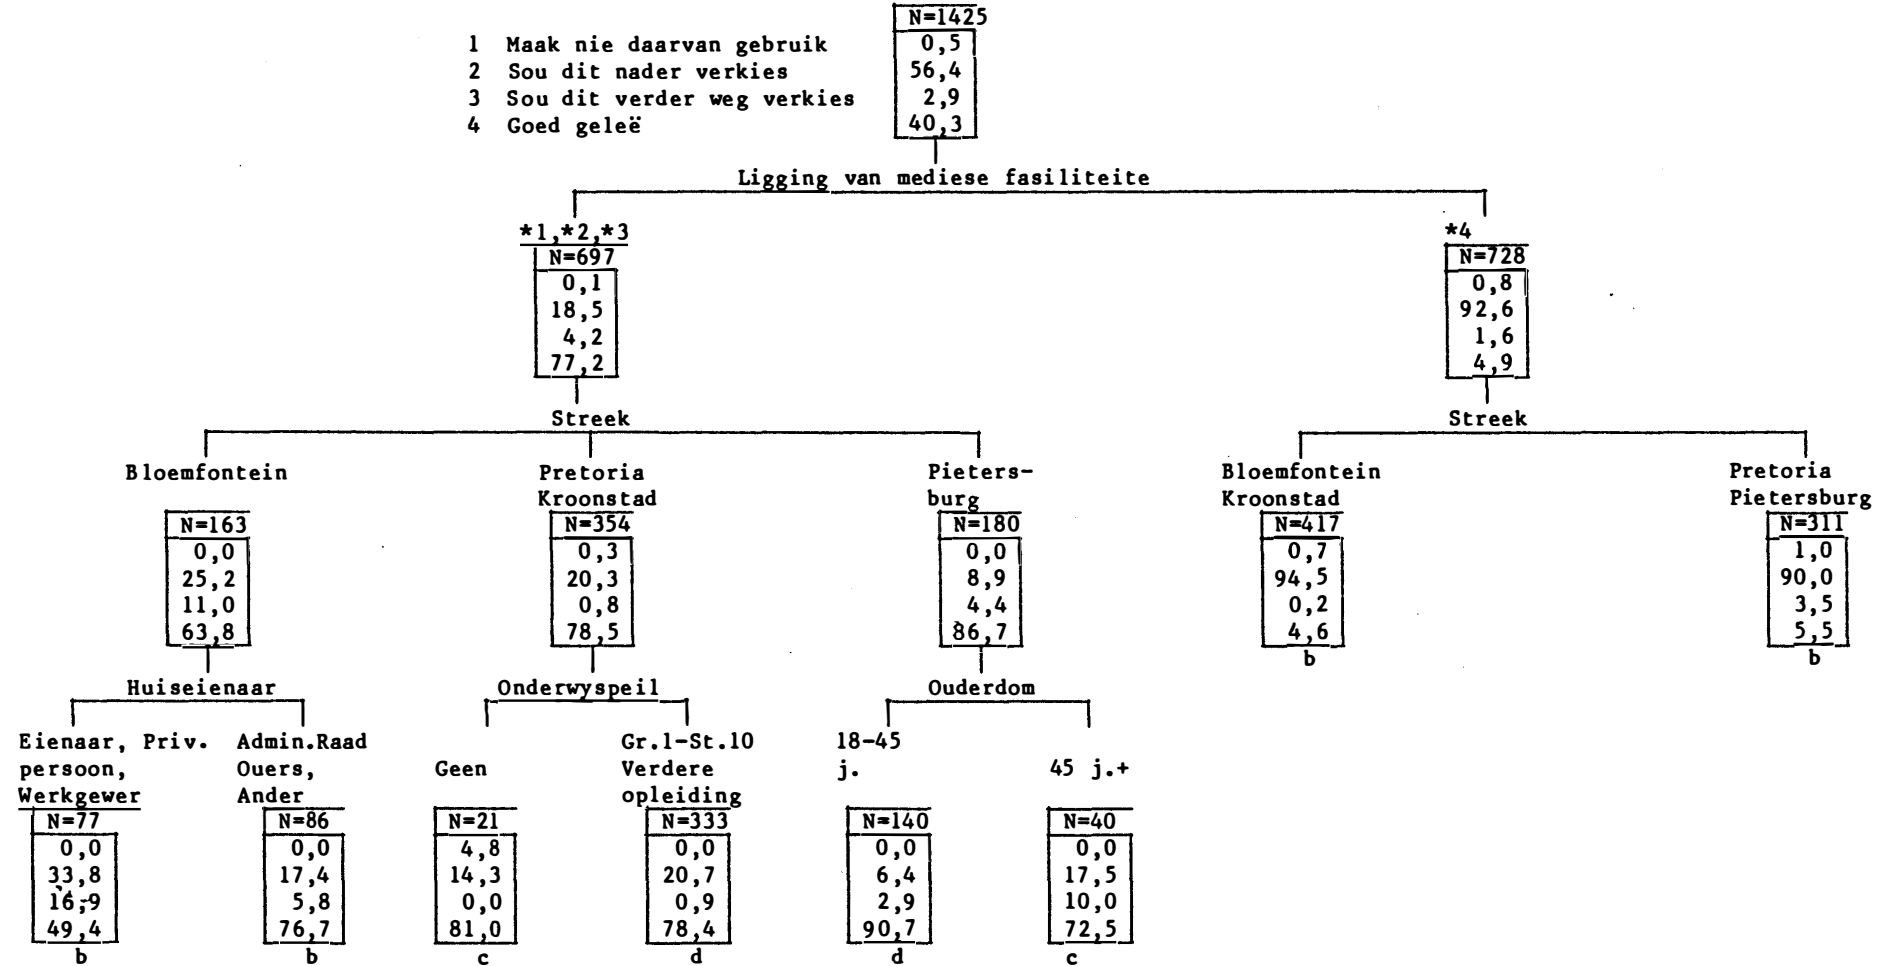 N=1425
1 Maak nie daarvan gebruik 0,5
2 Sou dit nader verkies 56,4
3 Sou dit verder weg verkies 2,9
4 Goed geleë 40,3
Ligging van mediese fasiliteite
*1,*2,*3 *4
N=697 N=728
0,1 0,8
18,5 92,6
4,2 1,6
77,2 4,9
Streek Streek
Bloemfontein Pretoria Pieters- Bloemfontein Pretoria
Kroonstad burg Kroonstad Pietersburg
N=163 N=354 N=180 N=417 N=311
0,0 0,3 0,0 0,7 1,0
25,2 20,3 8,9 94,5 90,0
11,0 0,8 4,4 0,2 3,5
63,8 78,5 86,7 4,6 5,5
b b
Huiseienaar Onderwyspeil Ouderdom
Eienaar, Priv. Admin.Raad Gr.1-St.10 18-45
persoon, Ouers, Geen Verdere j. 45 j.+
Werkgewer Ander opleiding
N=77 N=86 N=21 N=333 N=140 N=40
0,0 0,0 4,8 0,0 0,0 0,0
33,8 17,4 14,3 20,7 6,4 17,5
16,9 5,8 0,0 0,9 2,9 10,0
49,4 76,7 81,0 78,4 90,7 72,5
b b c d d c